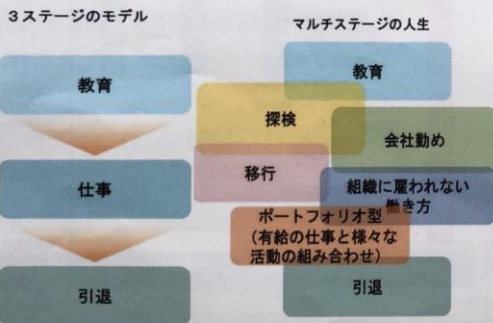 3ステージのモデル
教育
仕事
引退
マルチステージの人生
教育
探検
会社勤め
移行
組織に雇われない
働き方
ポートフォリオ型
(有給の仕事と様々な
活動の組み合わせ)
引退